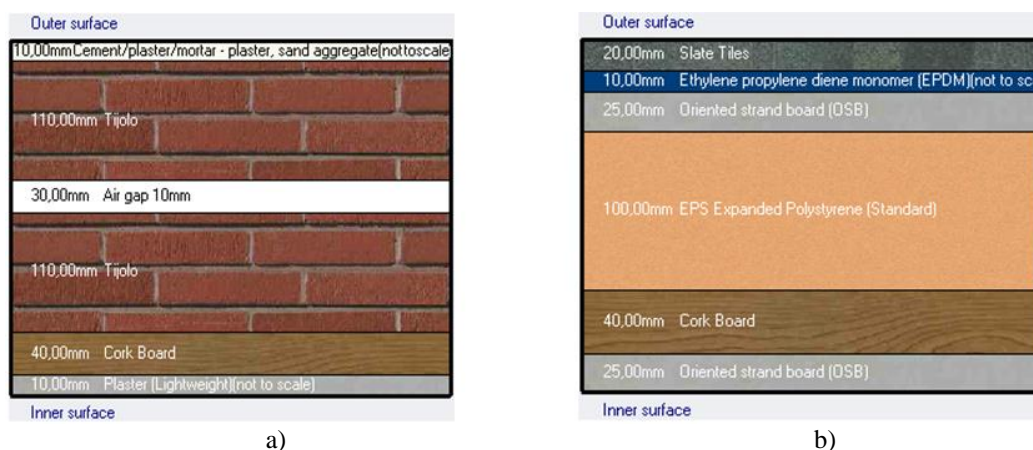 Outer surface
10,00mm Cement/plaster/mortar - plaster, sand aggregate(nottoscale
110,00mm Tijolo
30,00mm Air gap 10mm
110,00mm Tijolo
40,00mm Cork Board
10,00mm Plaster (Lightweight)(not to scale)
Inner surface
a)
Outer surface
20,00mm Slate Tiles
10,00mm Ethylene propylene diene monomer (EPDM)(not to sc
25,00mm Oriented strand board (OSB)
100,00mm EPS Expanded Polystyrene (Standard)
40,00mm Cork Board
25,00mm Oriented strand board (OSB)
Inner surface
b)